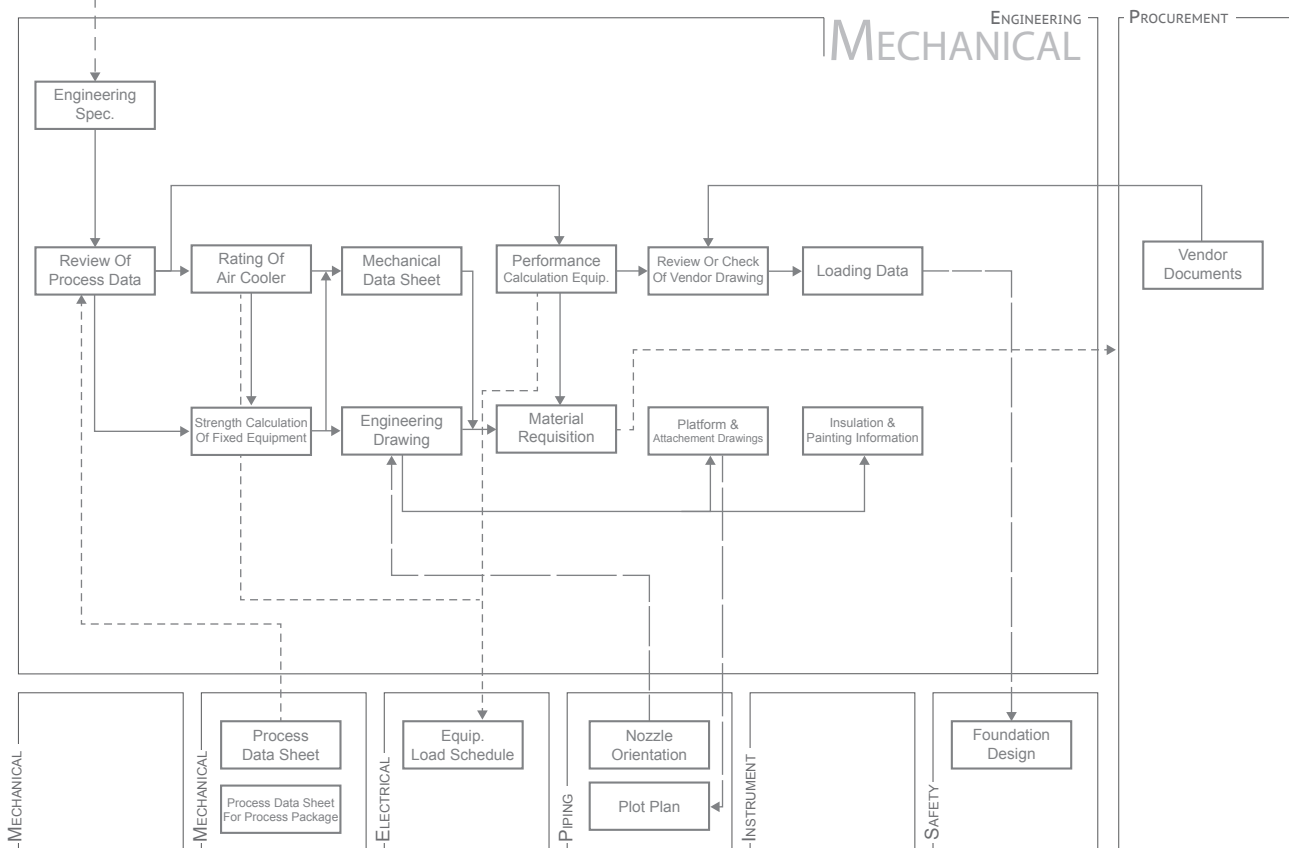 ENGINEERING
PROCUREMENT
MECHANICAL
Engineering
Spec.
Review Of
Process Data
Rating Of
Air Cooler
Mechanical
Data Sheet
Performance
Calculation Equip.
Review Or Check
Of Vendor Drawing
Loading Data
Vendor
Documents
Strength Calculation
Of Fixed Equipment
Engineering
Drawing
Material
Requisition
Platform &
Attachement Drawings
Insulation &
Painting Information
MECHANICAL
MECHANICAL
Process
Data Sheet
Process Data Sheet
For Process Package
ELECTRICAL
Equip.
Load Schedule
PIPING
Nozzle
Orientation
Plot Plan
INSTRUMENT
SAFETY
Foundation
Design